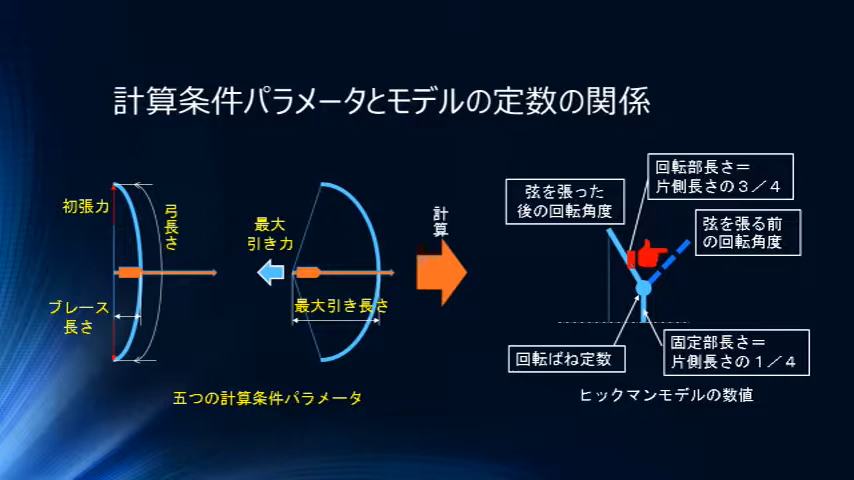 計算条件パラメータとモデルの定数の関係
初張力
弓長さ
ブレース
長さ
最大
引き力
最大引き長さ
五つの計算条件パラメータ
計算
弦を張った
後の回転角度
回転部長さ＝
片側長さの３／４
弦を張る前
の回転角度
回転ばね定数
固定部長さ＝
片側長さの１／４
ヒックマンモデルの数値